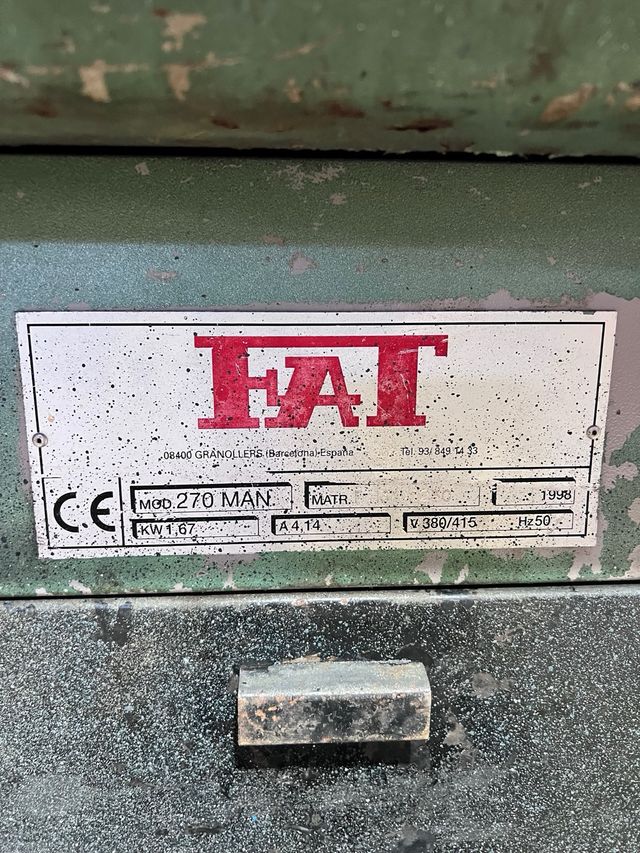 FAT
08400 GRANOLLERS (Barcelona)-España Tel. 93/ 849 14 33
CE MOD. 270 MAN MATR. 1998
KW 1,67 A 4,14 V 380/415 Hz 50